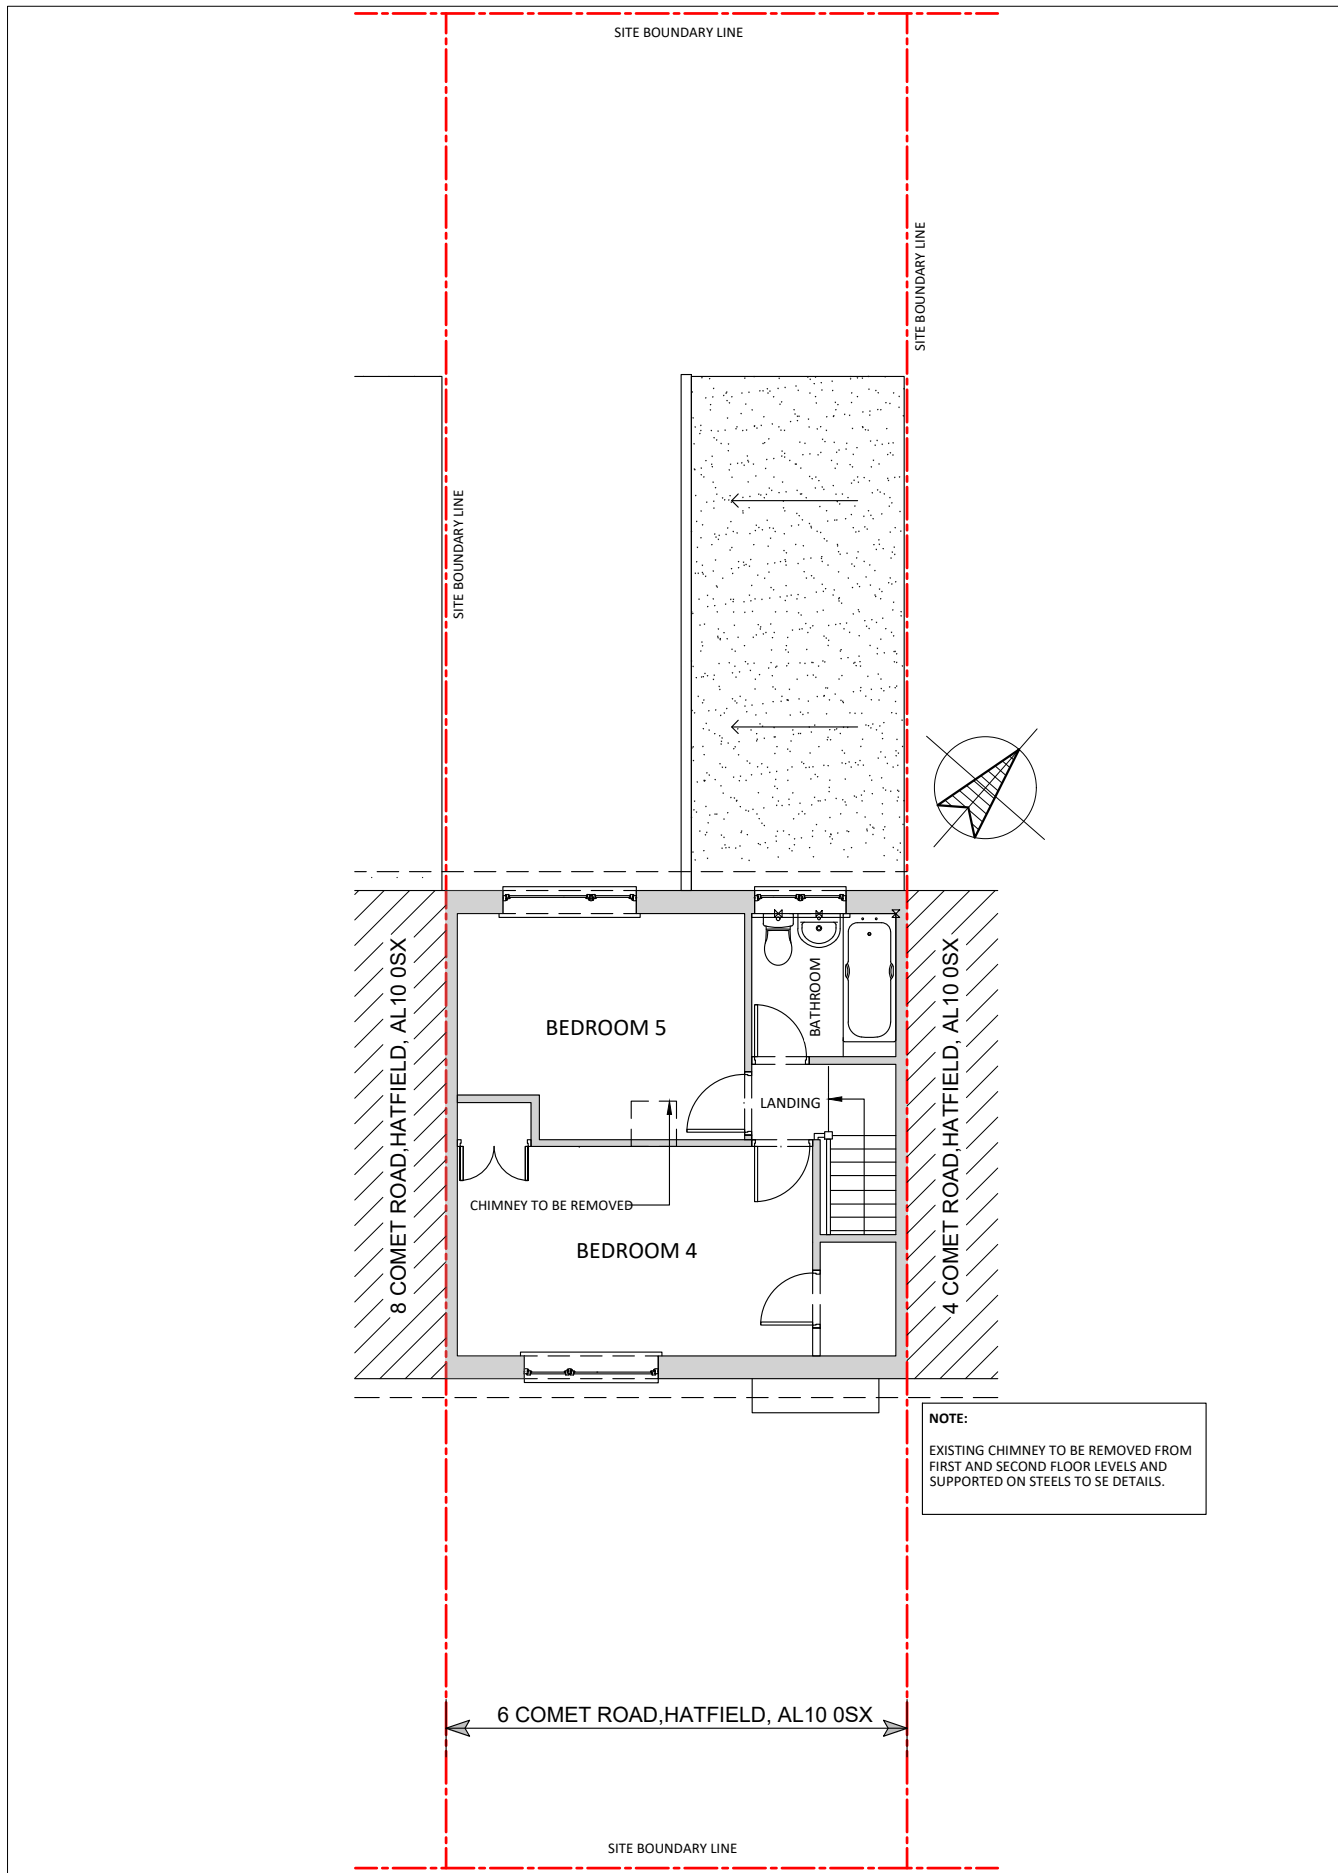 SITE BOUNDARY LINE
SITE BOUNDARY LINE
SITE BOUNDARY LINE
8 COMET ROAD,HATFIELD, AL10 0SX
BEDROOM 5
BATHROOM
4 COMET ROAD,HATFIELD, AL10 0SX
LANDING
CHIMNEY TO BE REMOVED
BEDROOM 4
NOTE:
EXISTING CHIMNEY TO BE REMOVED FROM
FIRST AND SECOND FLOOR LEVELS AND
SUPPORTED ON STEELS TO SE DETAILS.
6 COMET ROAD,HATFIELD, AL10 0SX
SITE BOUNDARY LINE